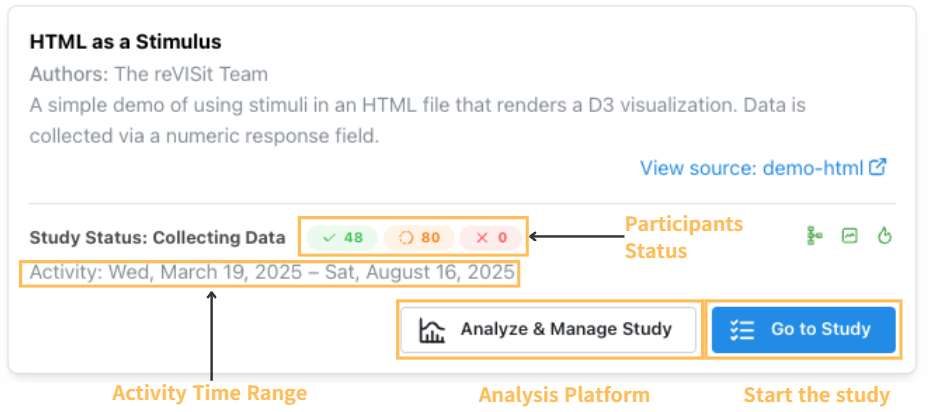 HTML as a Stimulus
Authors: The reVISit Team
A simple demo of using stimuli in an HTML file that renders a D3 visualization. Data is
collected via a numeric response field.
View source: demo-html
Study Status: Collecting Data 48 80 0
Participants
Status
Activity: Wed, March 19, 2025 – Sat, August 16, 2025
Analyze & Manage Study
Go to Study
Activity Time Range
Analysis Platform
Start the study